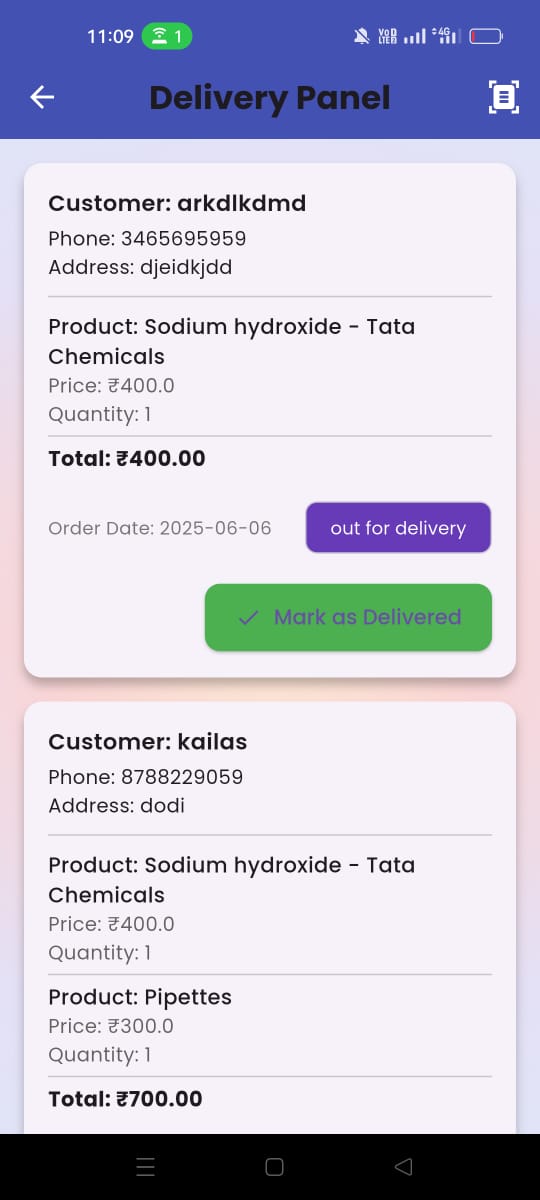 11:09
1
VoD
LTE2
4G
Delivery Panel
Customer: arkdlkdmd
Phone: 3465695959
Address: djeidkjdd
Product: Sodium hydroxide - Tata
Chemicals
Price: ₹400.0
Quantity: 1
Total: ₹400.00
Order Date: 2025-06-06
out for delivery
Mark as Delivered
Customer: kailas
Phone: 8788229059
Address: dodi
Product: Sodium hydroxide - Tata
Chemicals
Price: ₹400.0
Quantity: 1
Product: Pipettes
Price: ₹300.0
Quantity: 1
Total: ₹700.00